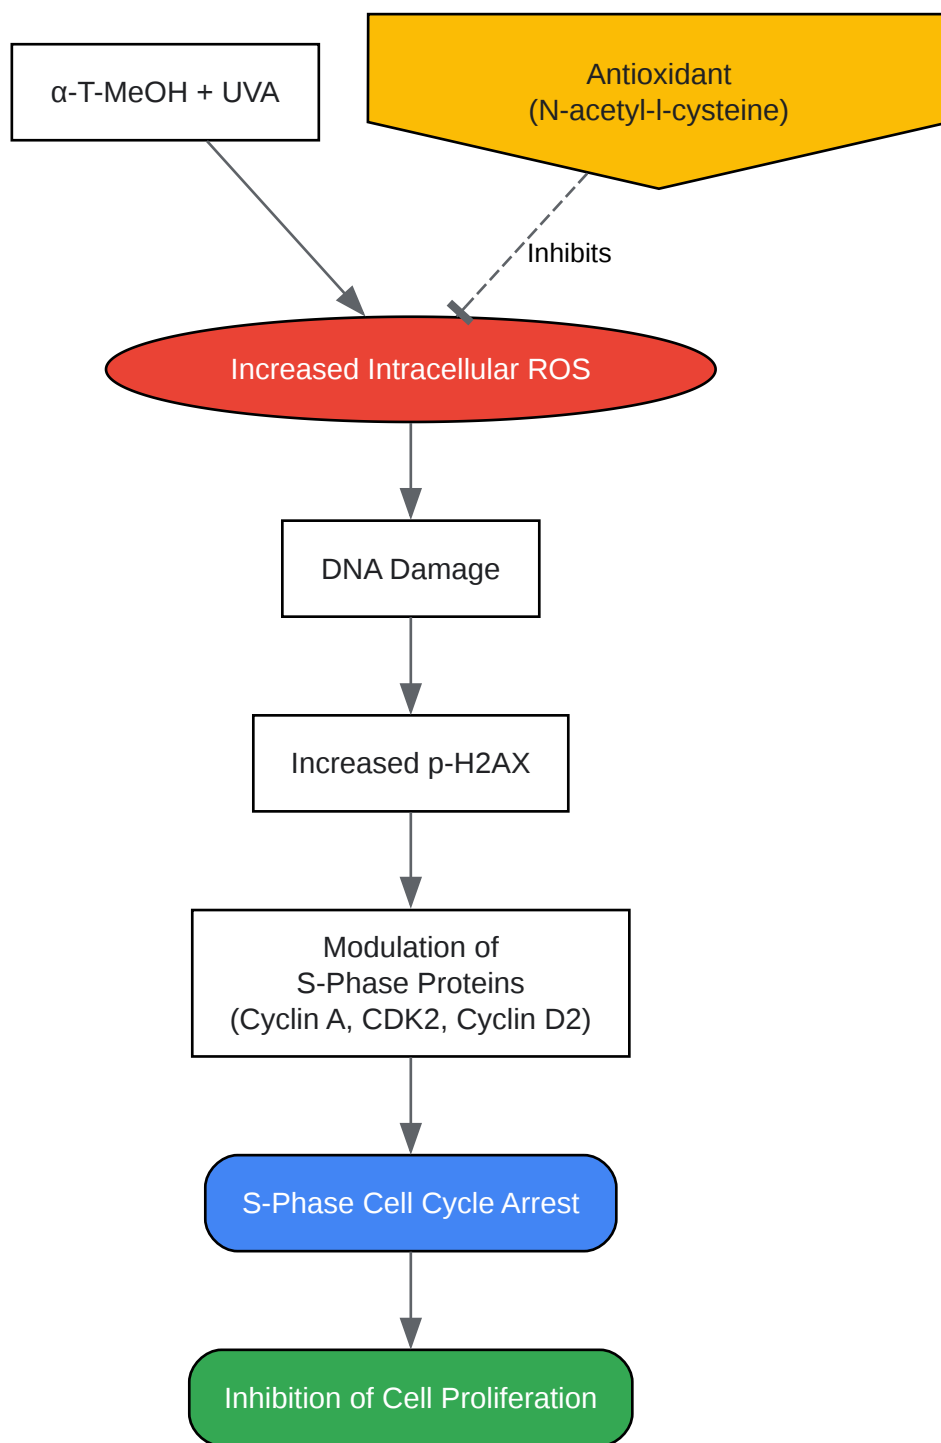 α-T-MeOH + UVA
Antioxidant
(N-acetyl-l-cysteine)
Inhibits
Increased Intracellular ROS
DNA Damage
Increased p-H2AX
Modulation of
S-Phase Proteins
(Cyclin A, CDK2, Cyclin D2)
S-Phase Cell Cycle Arrest
Inhibition of Cell Proliferation